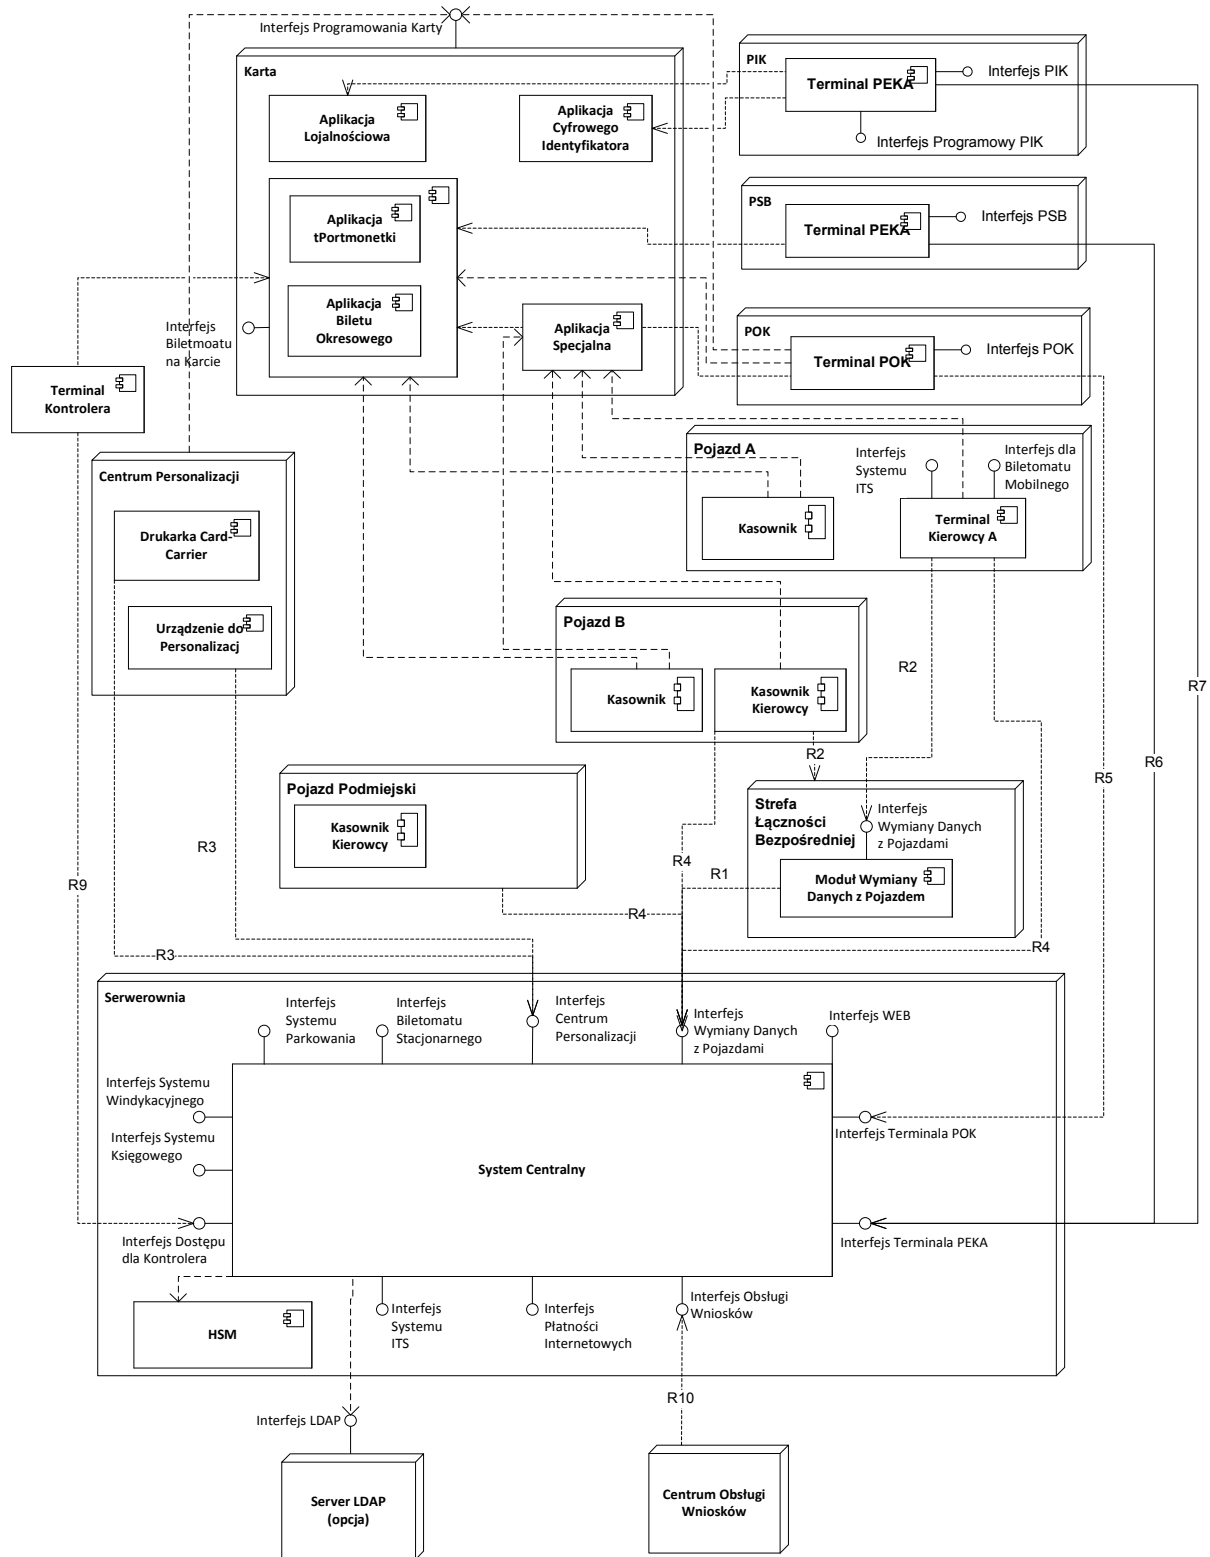 Interfejs Programowania Karty
Karta
Aplikacja
Lojalnościowa
Aplikacja
Cyfrowego
Identyfikatora
PIK
Terminal PEKA
Interfejs PIK
Interfejs Programowy PIK
Aplikacja
tPortmonetki
PSB
Terminal PEKA
Interfejs PSB
Aplikacja
Biletu
Okresowego
Interfejs
Biletmoatu
na Karcie
Aplikacja
Specjalna
POK
Terminal POK
Interfejs POK
Terminal
Kontrolera
Pojazd A
Interfejs
Systemu
ITS
Interfejs dla
Biletomatu
Mobilnego
Kasownik
Terminal
Kierowcy A
Centrum Personalizacji
Drukarka Card-
Carrier
Urządzenie do
Personalizacj
Pojazd B
Kasownik
Kasownik
Kierowcy
R2
R7
R2
R6
R5
Pojazd Podmiejski
Kasownik
Kierowcy
Strefa
Łączności
Bezpośredniej
Interfejs
Wymiany Danych
z Pojazdami
Moduł Wymiany
Danych z Pojazdem
R3
R4
R1
R9
R4
R4
R3
Serwerownia
Interfejs
Systemu
Parkowania
Interfejs
Biletomatu
Stacjonarnego
Interfejs
Centrum
Personalizacji
Interfejs
Wymiany Danych
z Pojazdami
Interfejs WEB
Interfejs Systemu
Windykacyjnego
Interfejs Systemu
Księgowego
System Centralny
Interfejs Terminala POK
Interfejs Dostępu
dla Kontrolera
Interfejs Terminala PEKA
HSM
Interfejs
Systemu
ITS
Interfejs
Płatności
Internetowych
Interfejs Obsługi
Wniosków
R10
Interfejs LDAP
Server LDAP
(opcja)
Centrum Obsługi
Wniosków